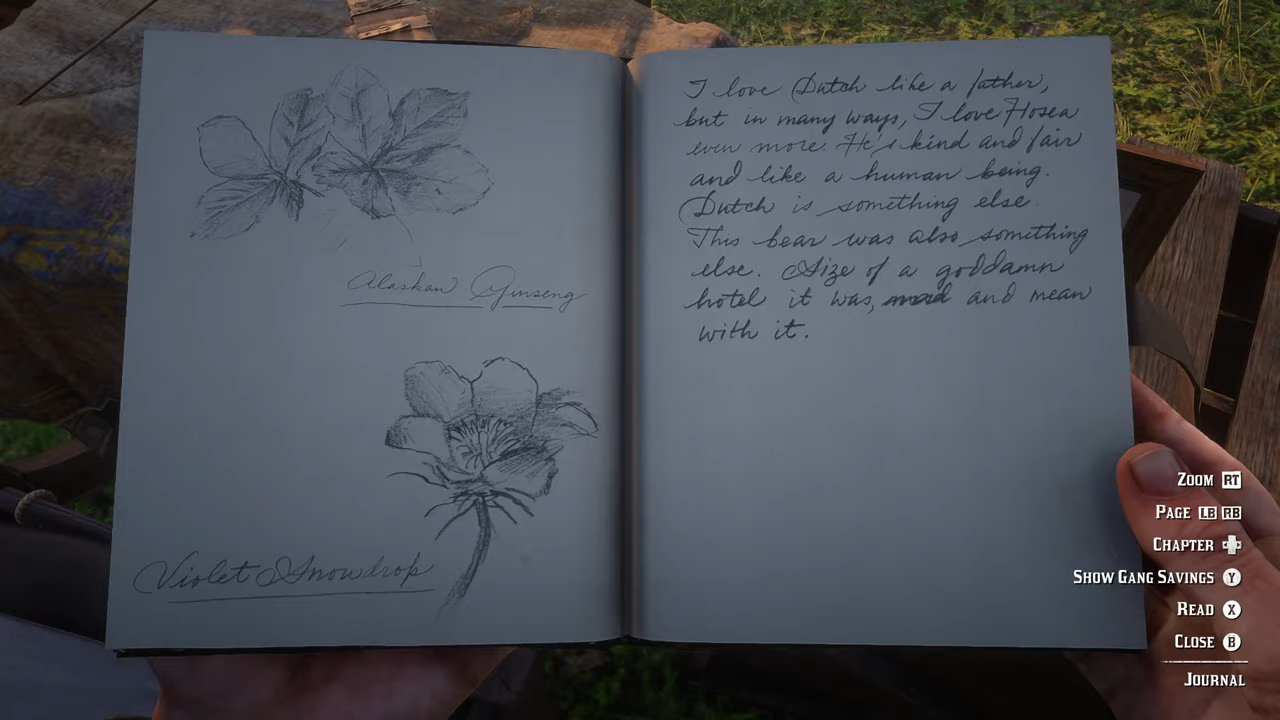 Alaskan Ginseng
Violet Snowdrop
I love Dutch like a father,
but in many ways, I love Hosea
even more. He's kind and fair
and like a human being.
Dutch is something else.
This bear was also something
else. Size of a goddamn
hotel it was, and mean
with it.
ZOOM RT
PAGE LB RB
CHAPTER
SHOW GANG SAVINGS Y
READ X
CLOSE B
JOURNAL